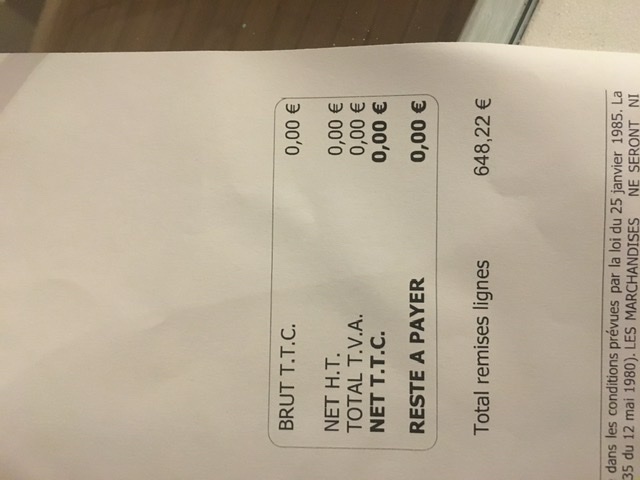 BRUT T.T.C. 0,00 €
NET H.T. 0,00 €
TOTAL T.V.A. 0,00 €
NET T.T.C. 0,00 €
RESTE A PAYER 0,00 €
Total remises lignes 648,22 €
dans les conditions prévues par la loi du 25 janvier 1985. La
35 du 12 mai 1980). LES MARCHANDISES NE SERONT NI